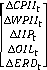 [ΔCPII_t
ΔWPII_t
ΔIIP_t
ΔOIL_t
ΔERD_t]